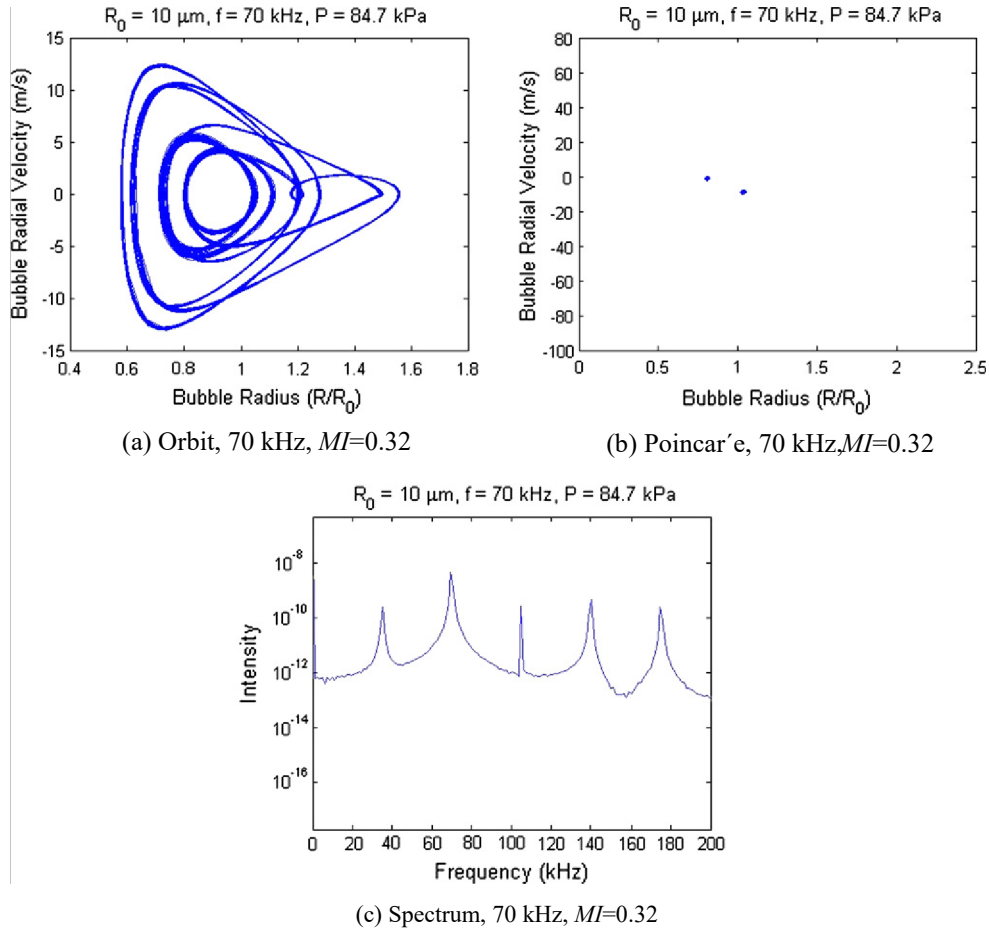 R0 = 10 μm, f = 70 kHz, P = 84.7 kPa
Bubble Radial Velocity (m/s)
15
10
5
0
-5
-10
-15
0.4 0.6 0.8 1 1.2 1.4 1.6 1.8
Bubble Radius (R/R0)
(a) Orbit, 70 kHz, MI=0.32
R0 = 10 μm, f = 70 kHz, P = 84.7 kPa
Bubble Radial Velocity (m/s)
80
60
40
20
0
-20
-40
-60
-80
-100
0 0.5 1 1.5 2 2.5
Bubble Radius (R/R0)
(b) Poincar´e, 70 kHz,MI=0.32
R0 = 10 μm, f = 70 kHz, P = 84.7 kPa
Intensity
10-8
10-10
10-12
10-14
10-16
0 20 40 60 80 100 120 140 160 180 200
Frequency (kHz)
(c) Spectrum, 70 kHz, MI=0.32